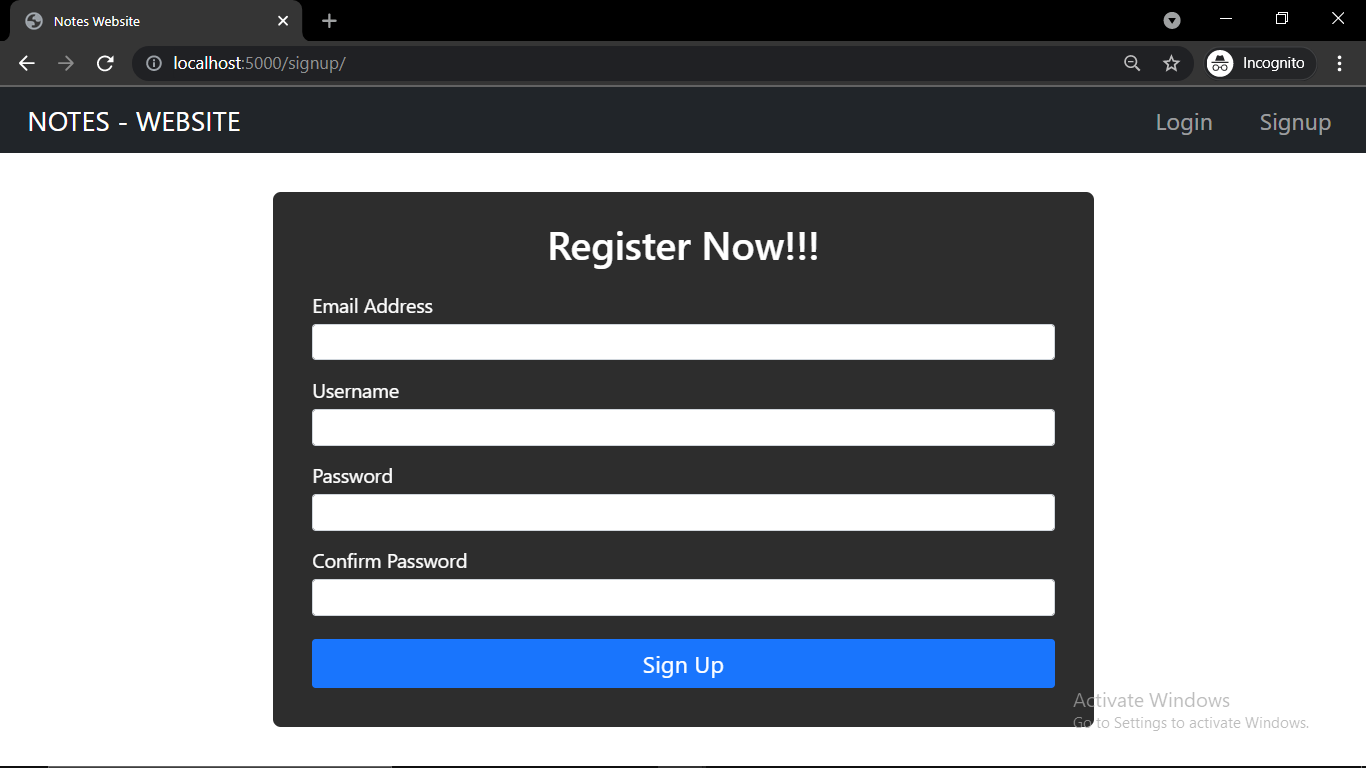 Notes Website
localhost:5000/signup/
Incognito
NOTES - WEBSITE
Login
Signup
Register Now!!!
Email Address
Username
Password
Confirm Password
Sign Up
Activate Windows
Go to Settings to activate Windows.